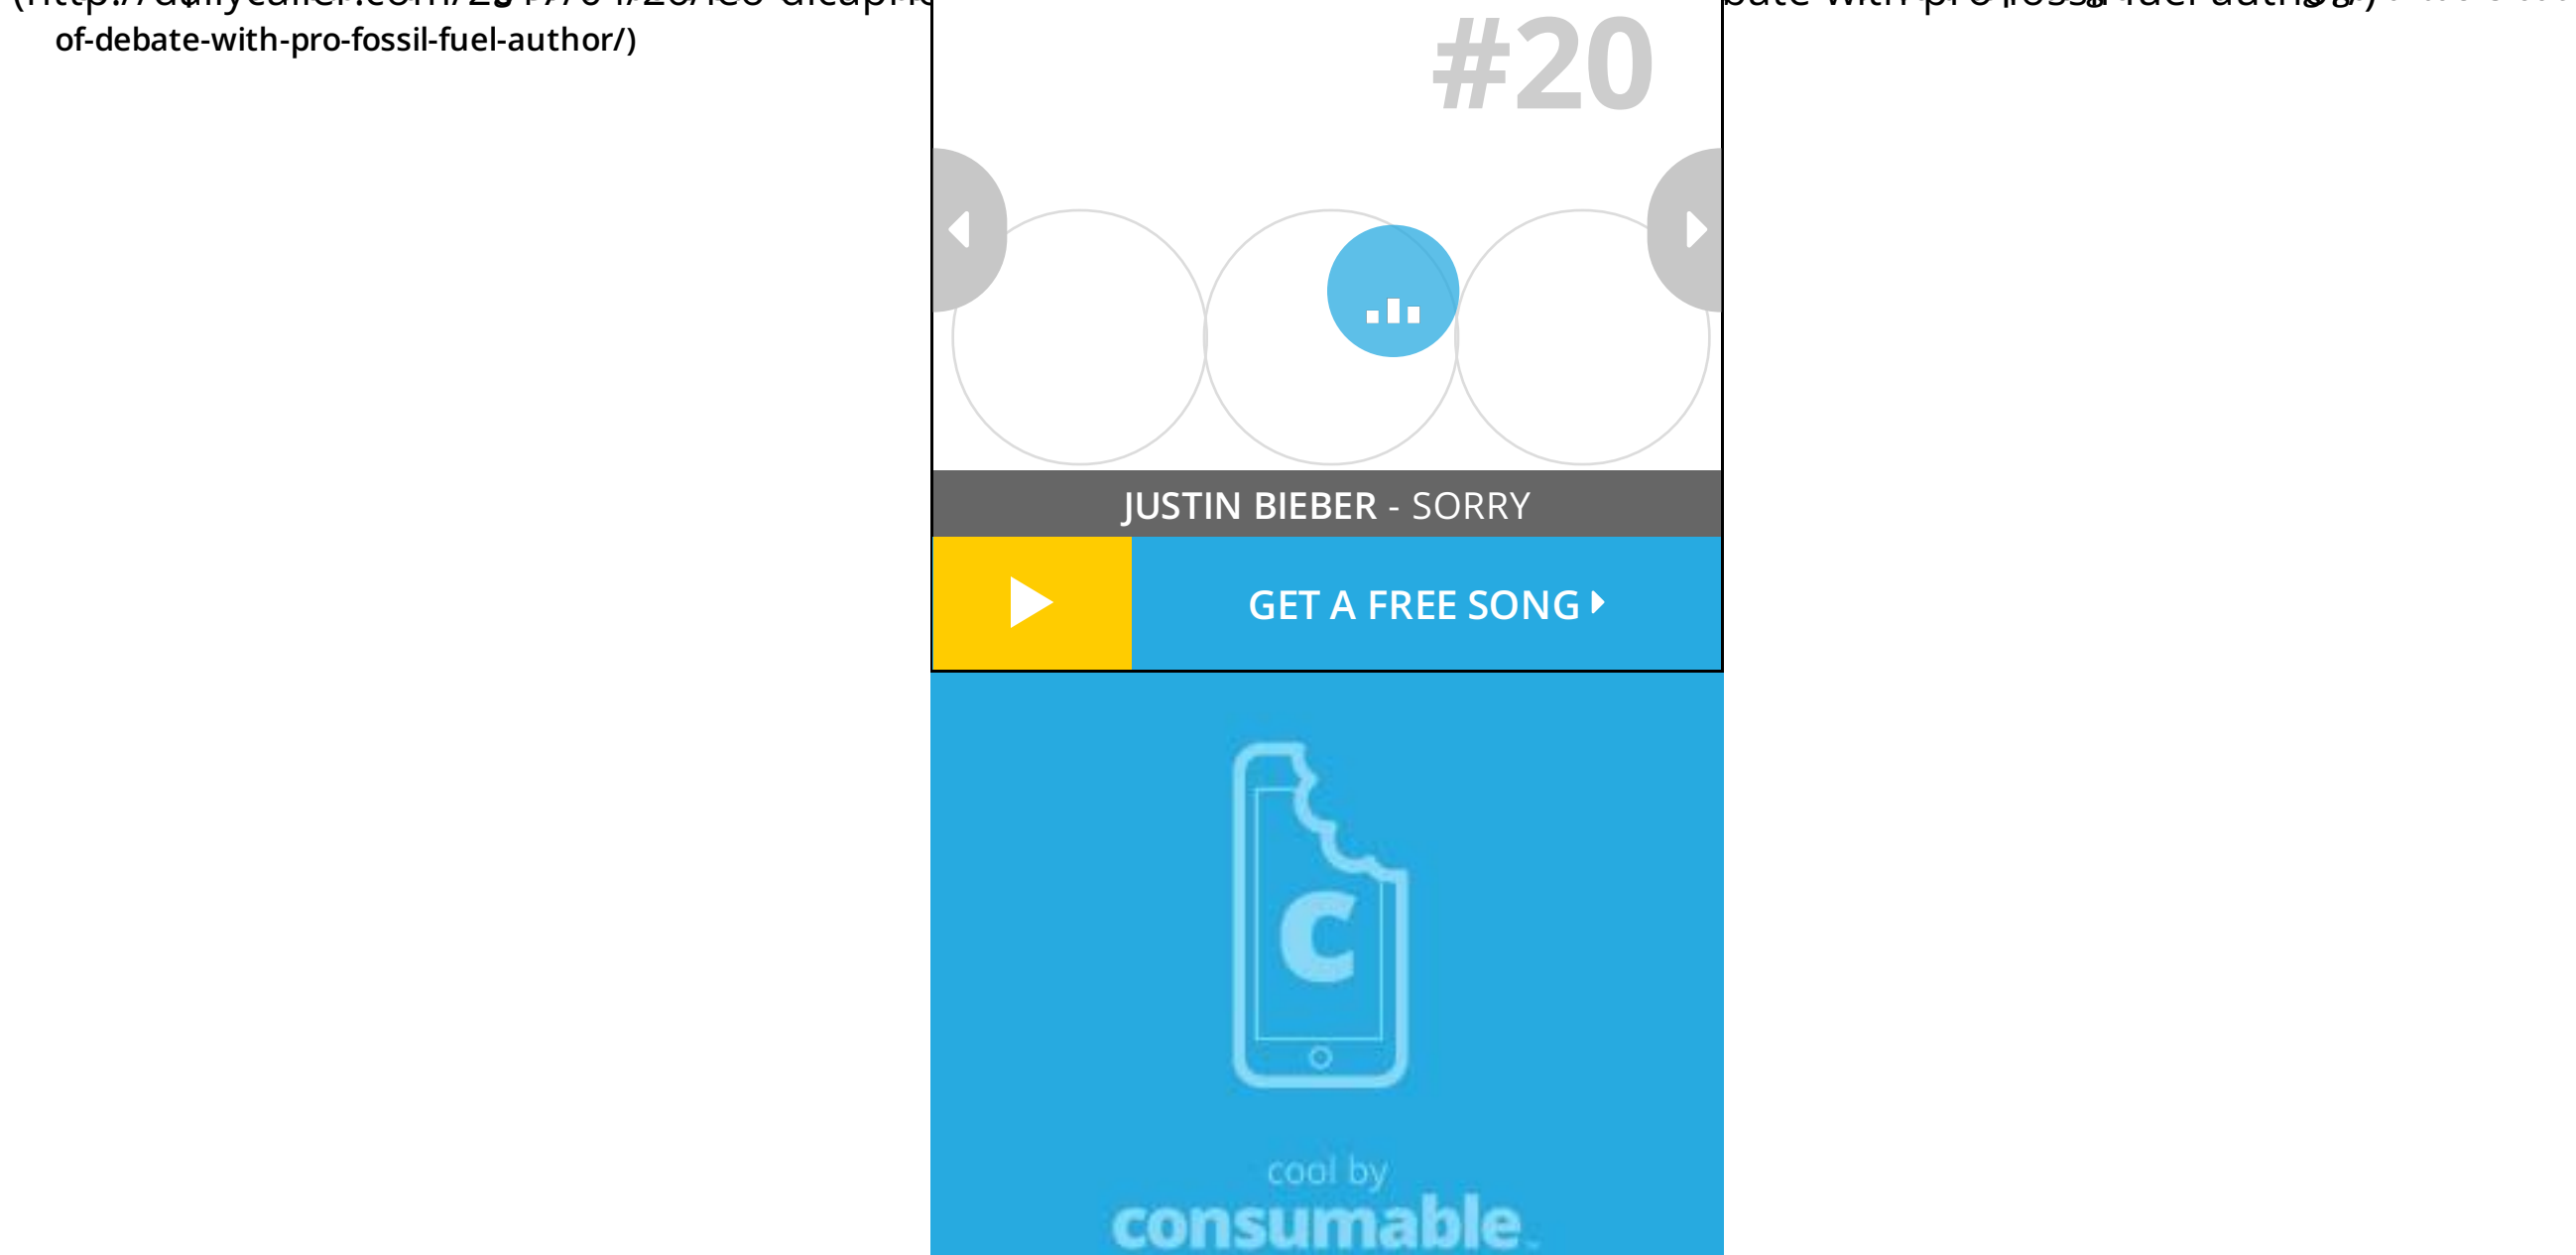 of-debate-with-pro-fossil-fuel-author/)
#20
JUSTIN BIEBER - SORRY
GET A FREE SONG
c
cool by
consumable